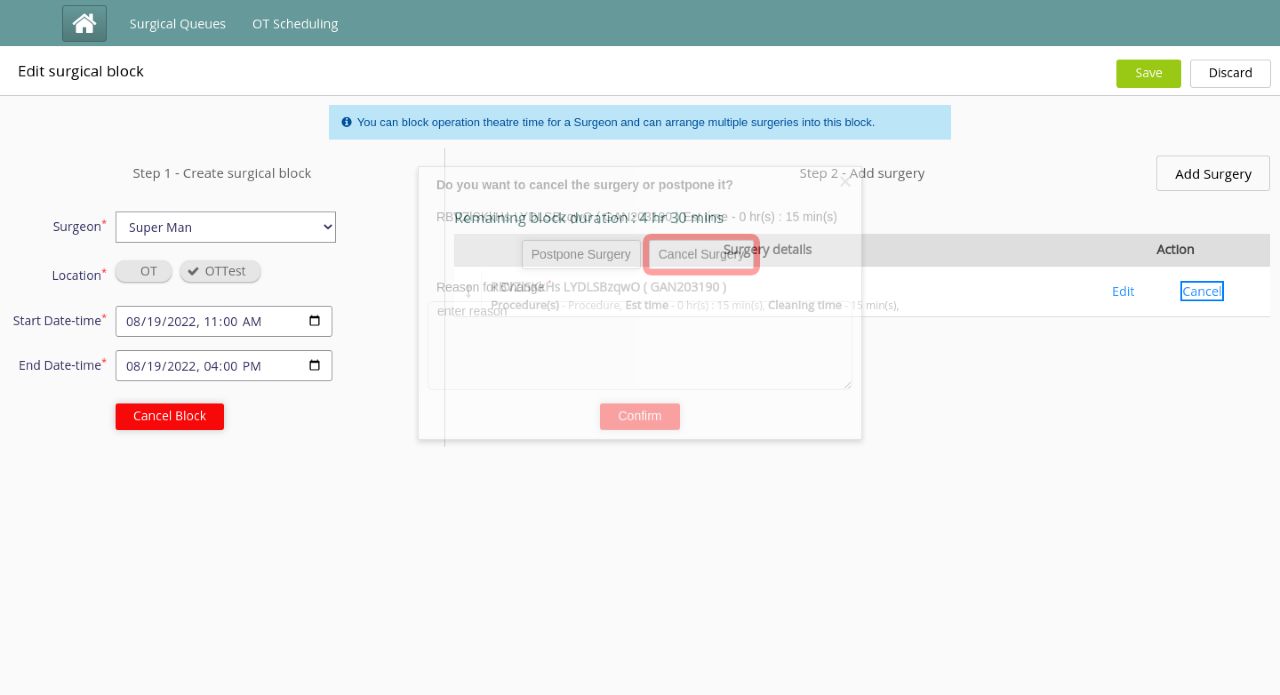 Surgical Queues OT Scheduling
Edit surgical block
Save Discard
You can block operation theatre time for a Surgeon and can arrange multiple surgeries into this block.
Step 1 - Create surgical block
Step 2 - Add surgery
Add Surgery
Surgeon* Super Man
Location* OT OTTest
Start Date-time* 08/19/2022, 11:00 AM
End Date-time* 08/19/2022, 04:00 PM
Cancel Block
Do you want to cancel the surgery or postpone it?
Est time - 0 hr(s) : 15 min(s)
Remaining block duration : 4 hr 30 mins
Postpone Surgery Cancel Surgery
Surgery details Action
Reason for Change
LYDLSBzqwO ( GAN203190 )
Procedure(s) - Procedure, Est time - 0 hr(s) : 15 min(s), Cleaning time - 15 min(s),
Edit Cancel
enter reason
Confirm